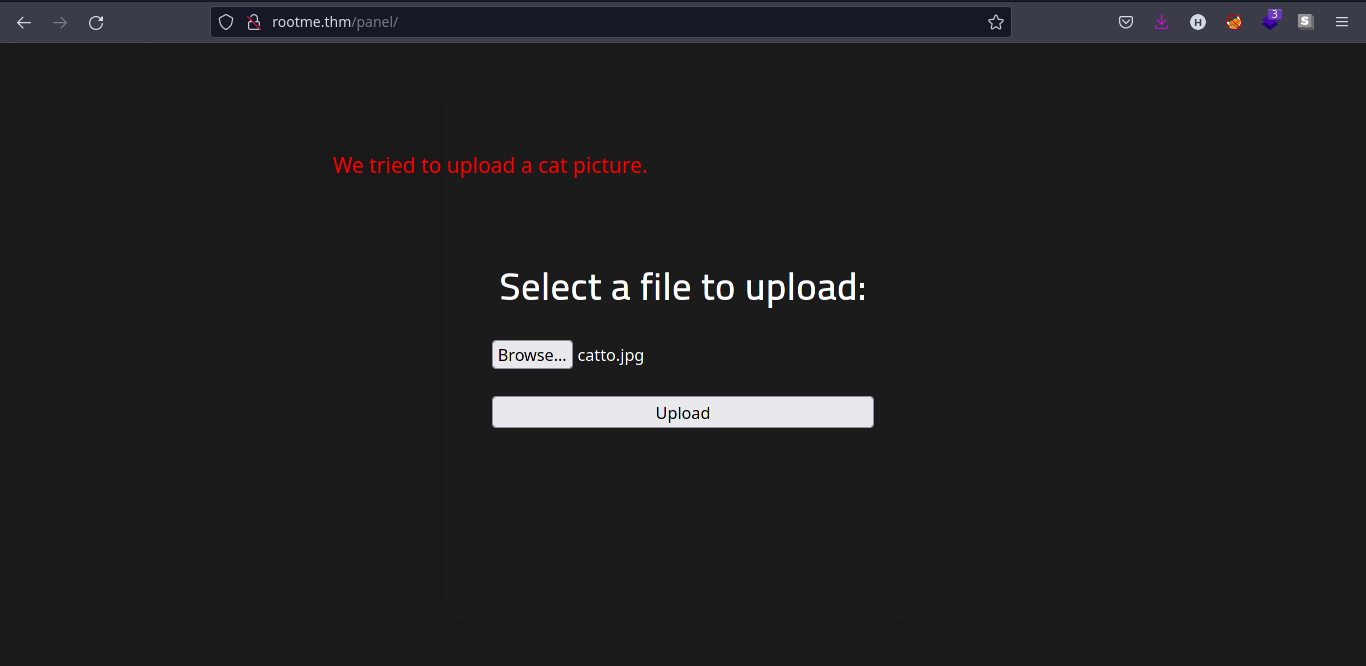 rootme.thm/panel/
3
H
S
We tried to upload a cat picture.
Select a file to upload:
Browse... catto.jpg
Upload